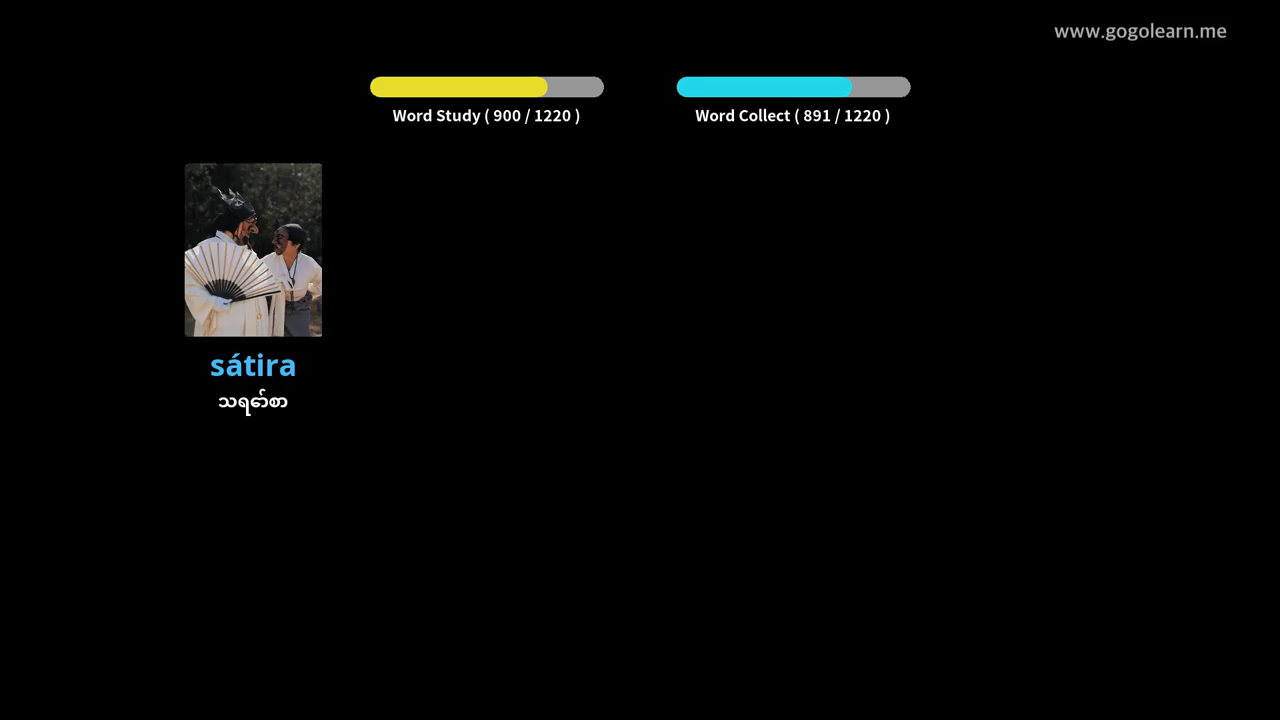 www.gogolearn.me
Word Study ( 900 / 1220 )
Word Collect ( 891 / 1220 )
sátira
သရော်စာ